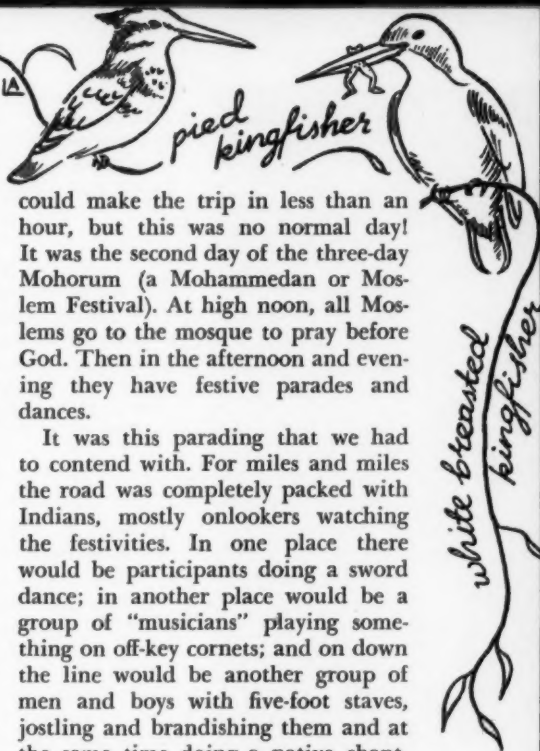 LA
pied
kingfisher
could make the trip in less than an
hour, but this was no normal day!
It was the second day of the three-day
Mohorum (a Mohammedan or Mos-
lem Festival). At high noon, all Mos-
lems go to the mosque to pray before
God. Then in the afternoon and even-
ing they have festive parades and
dances.
It was this parading that we had
to contend with. For miles and miles
the road was completely packed with
Indians, mostly onlookers watching
the festivities. In one place there
would be participants doing a sword
dance; in another place would be a
group of "musicians" playing some-
thing on off-key cornets; and on down
the line would be another group of
men and boys with five-foot staves,
jostling and brandishing them and at
the same time doing a native chant
white breasted
kingfisher